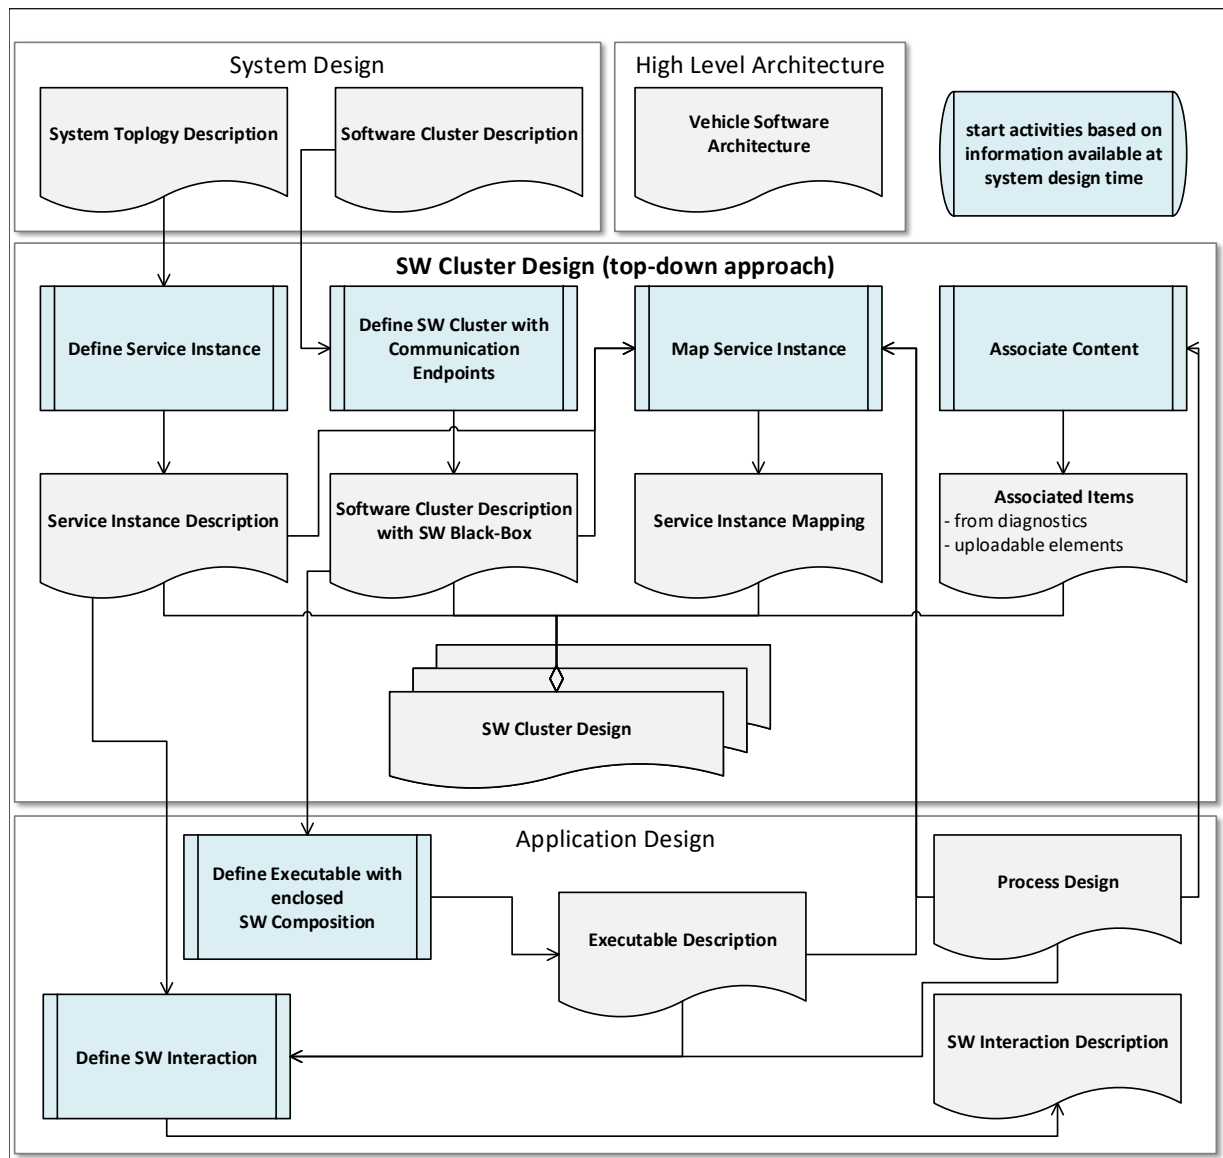 System Design
High Level Architecture
System Toplogy Description
Software Cluster Description
Vehicle Software
Architecture
start activities based on
information available at
system design time
SW Cluster Design (top-down approach)
Define Service Instance
Define SW Cluster with
Communication
Endpoints
Map Service Instance
Associate Content
Service Instance Description
Software Cluster Description
with SW Black-Box
Service Instance Mapping
Associated Items
- from diagnostics
- uploadable elements
SW Cluster Design
Application Design
Define Executable with
enclosed
SW Composition
Executable Description
Process Design
Define SW Interaction
SW Interaction Description